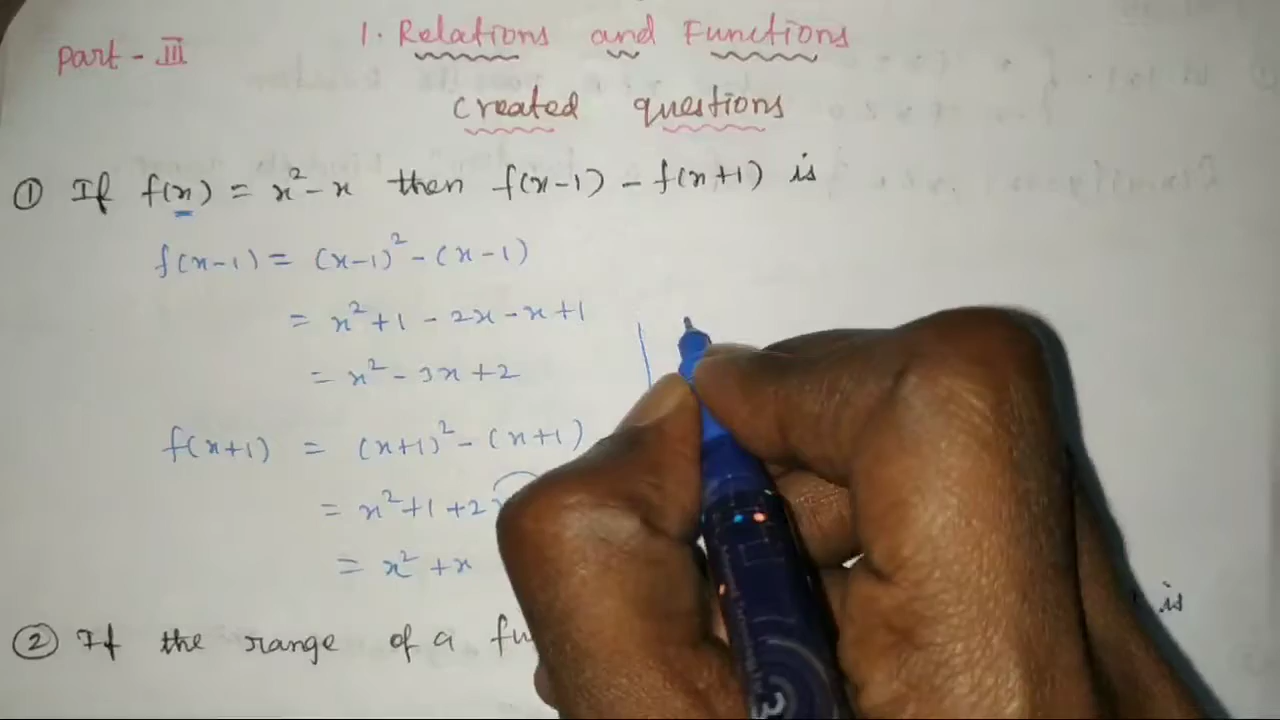 Part - III
1. Relations and Functions
created questions
① If f(x) = x² - x then f(x-1) - f(x+1) is
f(x-1) = (x-1)² - (x-1)
= x² + 1 - 2x - x + 1
= x² - 3x + 2
f(x+1) = (x+1)² - (x+1)
= x² + 1 + 2
= x² + x
② If the range of a is